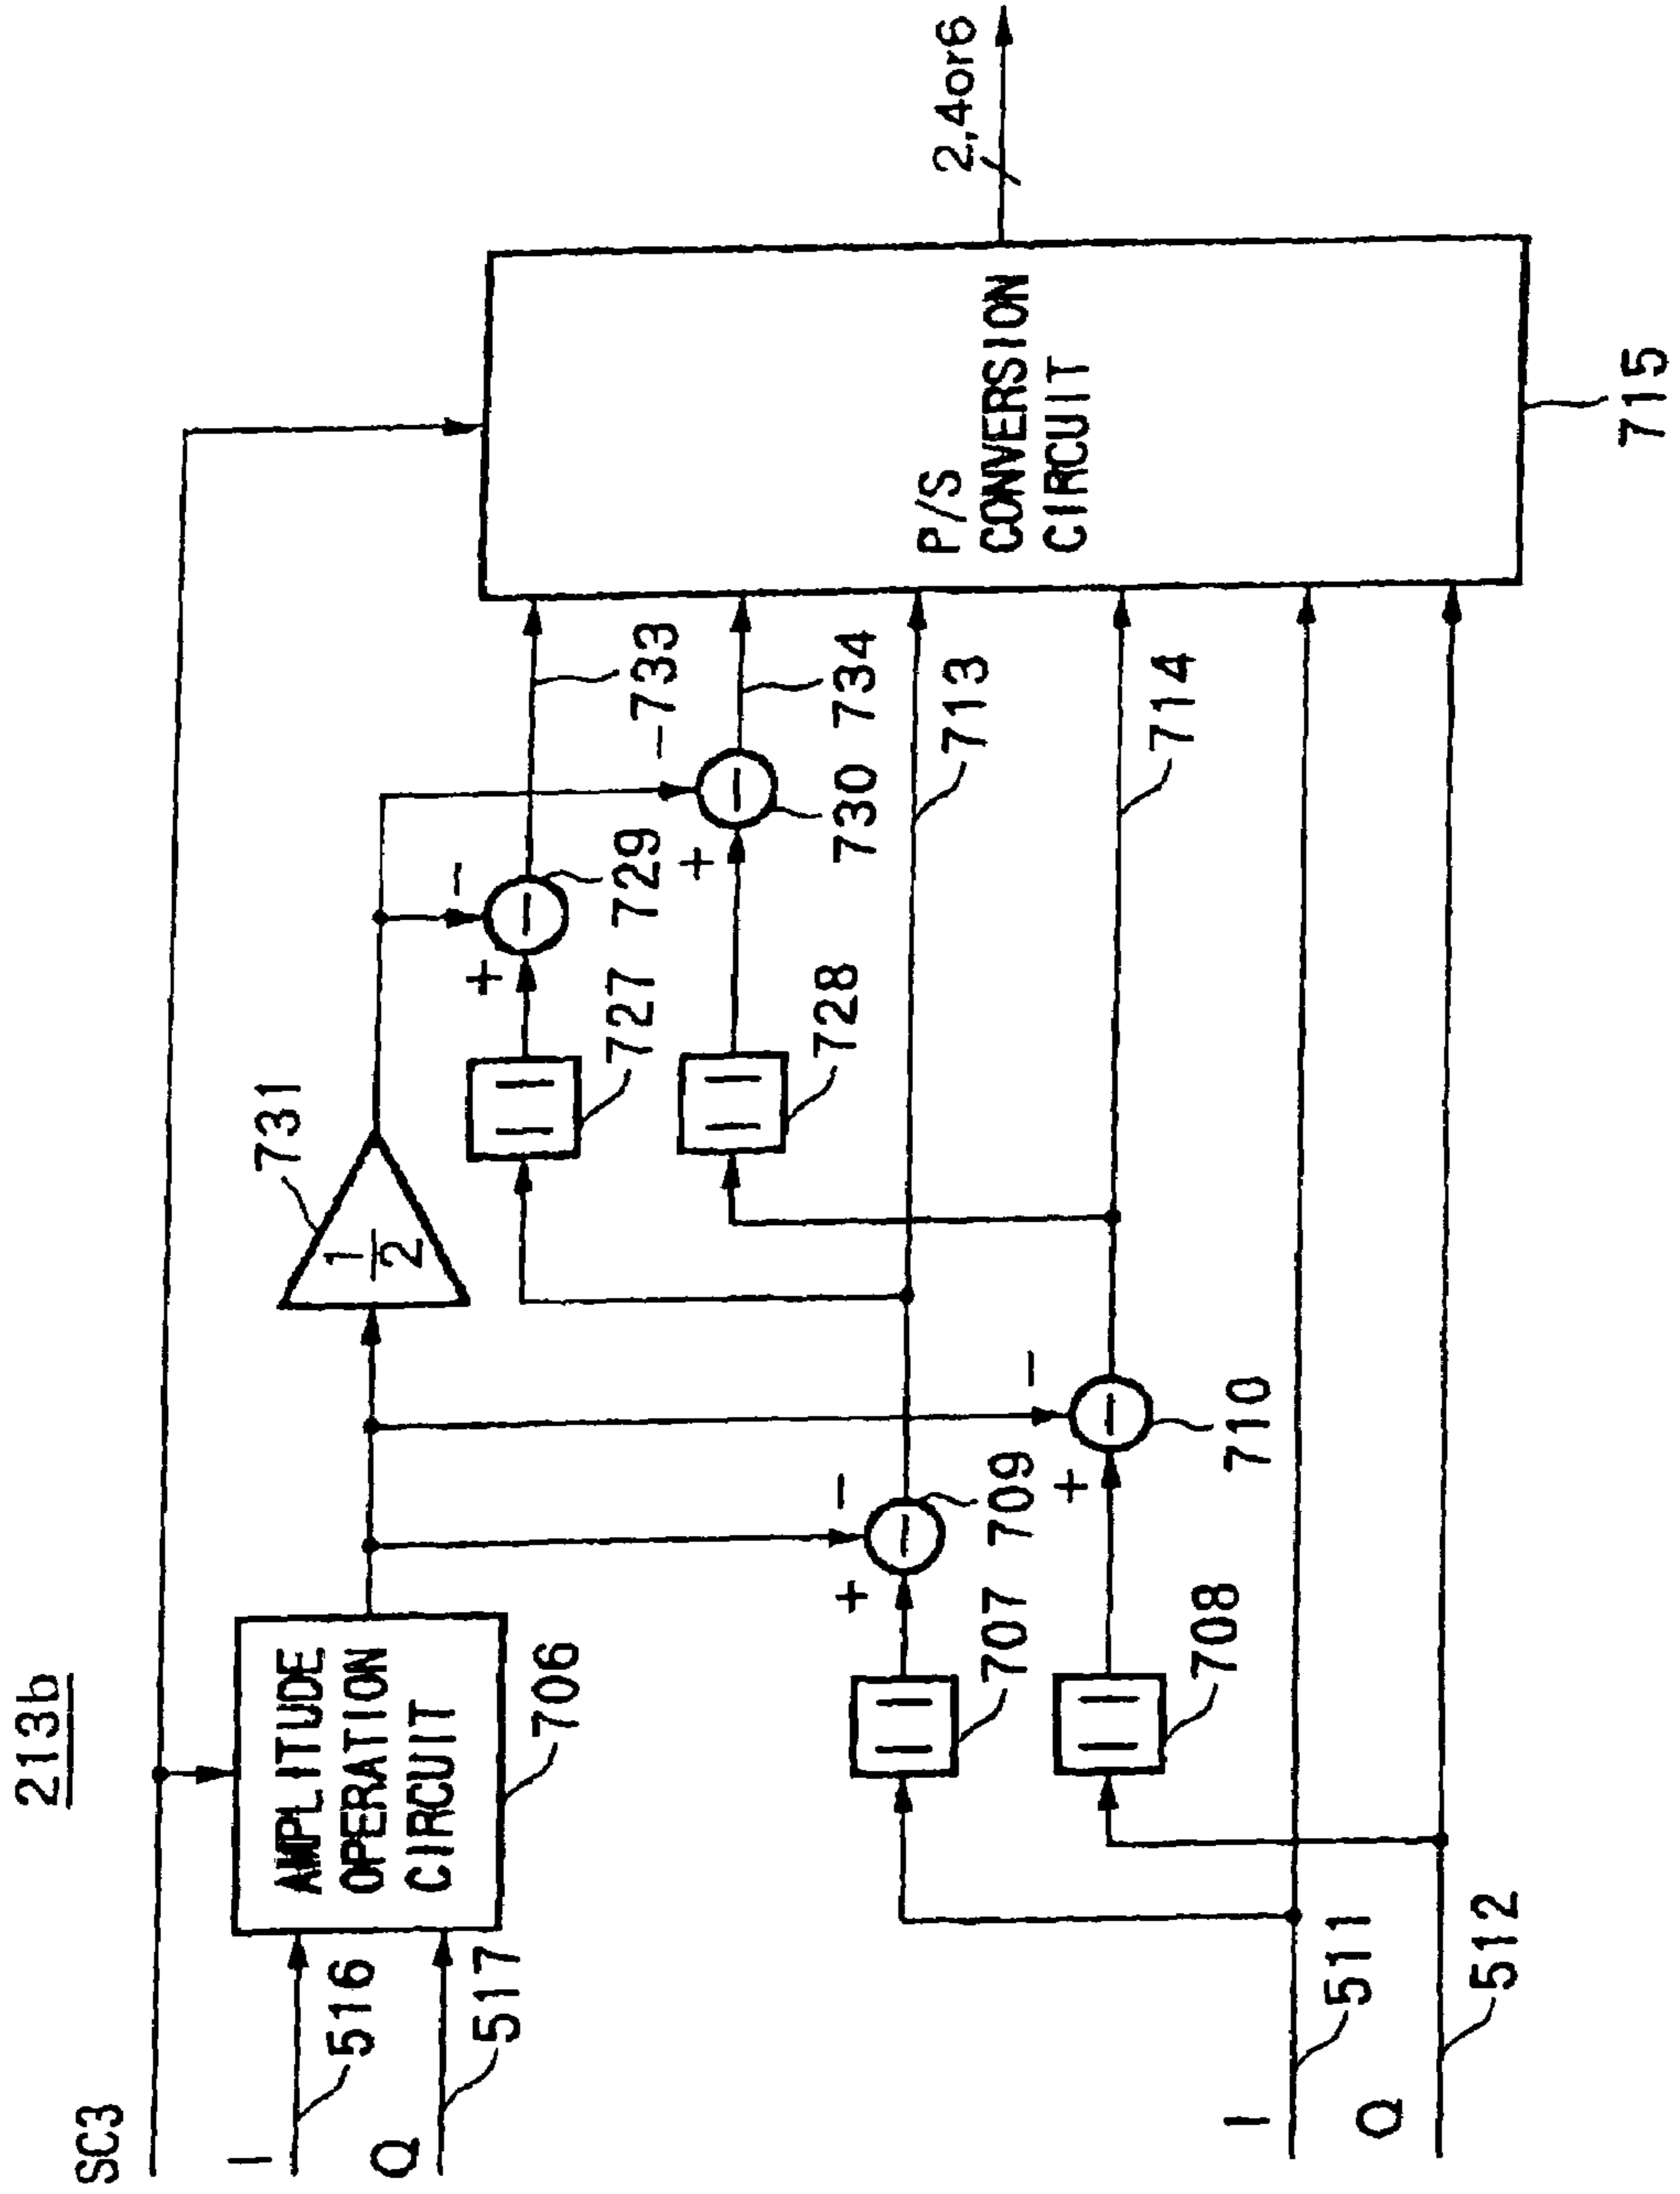 213b
SC3
I
516
Q
517
AMPLITUDE
OPERATION
CIRCUIT
706
1
2
731
+
-
729
727
+
-
730
728
733
734
+
-
709
707
+
-
710
708
713
714
I
511
Q
512
P/S
CONVERSION
CIRCUIT
715
2,4or6